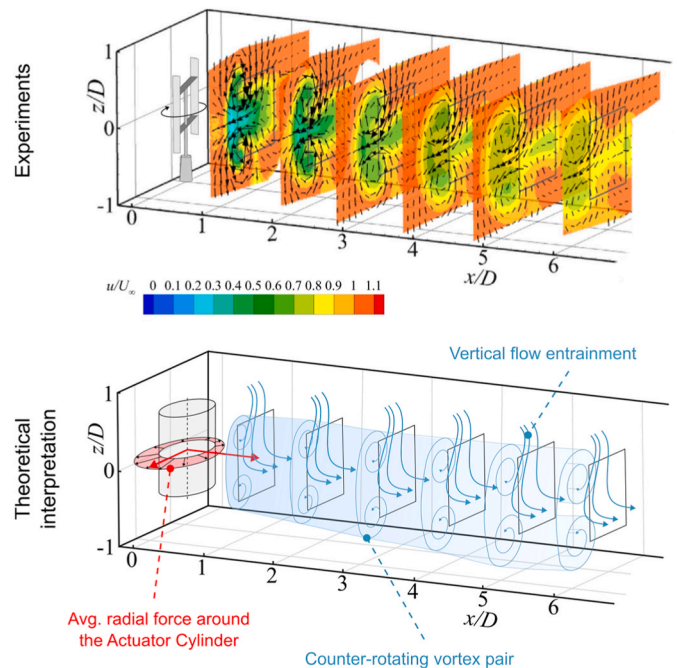 Experiments
z/D
1
0
-1
0
1
2
3
4
5
6
x/D
u/U∞ 0 0.1 0.2 0.3 0.4 0.5 0.6 0.7 0.8 0.9 1 1.1
Theoretical
interpretation
Vertical flow entrainment
z/D
1
0
-1
0
1
2
3
4
5
6
x/D
Avg. radial force around
the Actuator Cylinder
Counter-rotating vortex pair